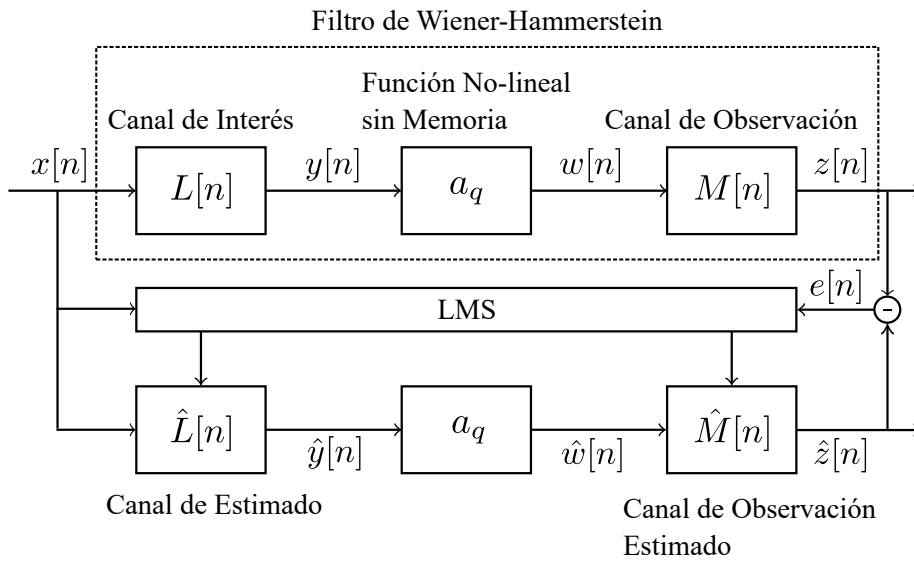 Filtro de Wiener-Hammerstein
Función No-lineal
sin Memoria
Canal de Interés
Canal de Observación
x[n]
L[n]
y[n]
a_q
w[n]
M[n]
z[n]
LMS
e[n]
-
L̂[n]
ŷ[n]
a_q
ŵ[n]
M̂[n]
ẑ[n]
Canal de Estimado
Canal de Observación
Estimado